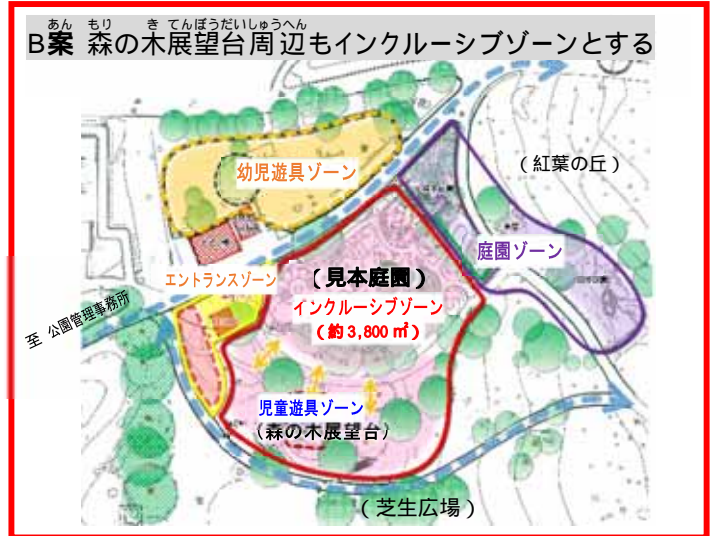 あん もり き てんぼうだいしゅうへん
B案 森の木展望台周辺もインクルーシブゾーンとする
幼児遊具ゾーン
(紅葉の丘)
庭園ゾーン
エントランスゾーン
(見本庭園)
インクルーシブゾーン
(約3,800㎡)
至 公園管理事務所
児童遊具ゾーン
(森の木展望台)
(芝生広場)